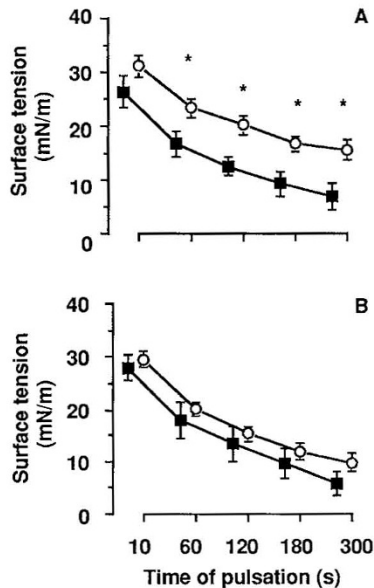 A
Surface tension
(mN/m)
40
30
20
10
0
* * * *
B
Surface tension
(mN/m)
40
30
20
10
0
10 60 120 180 300
Time of pulsation (s)